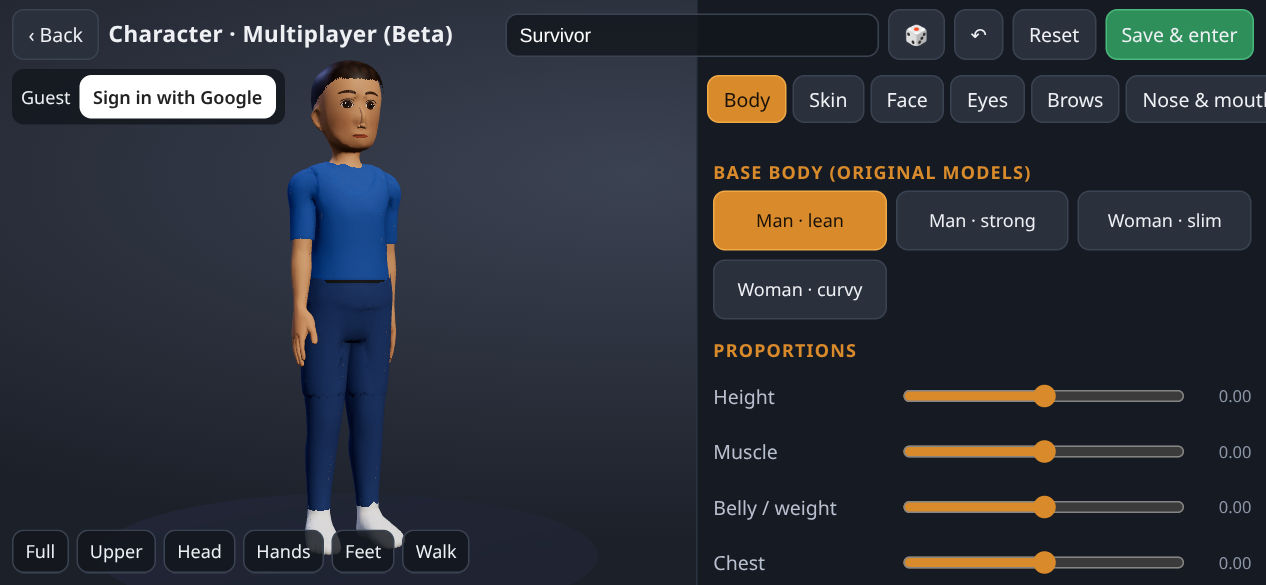 ‹ Back
Character · Multiplayer (Beta)
Survivor
🎲
↶
Reset
Save & enter
Guest
Sign in with Google
Body
Skin
Face
Eyes
Brows
Nose & mouth
BASE BODY (ORIGINAL MODELS)
Man · lean
Man · strong
Woman · slim
Woman · curvy
PROPORTIONS
Height 0.00
Muscle 0.00
Belly / weight 0.00
Chest 0.00
Full
Upper
Head
Hands
Feet
Walk